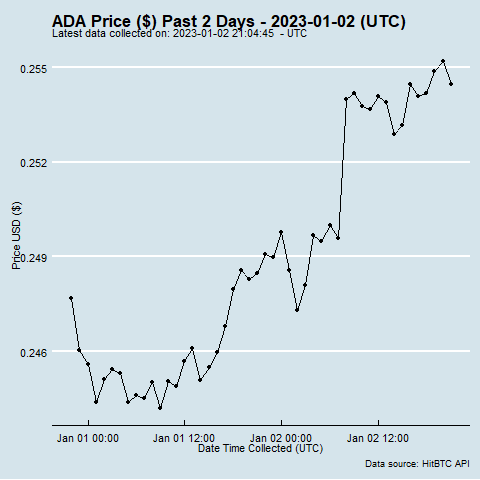 ADA Price ($) Past 2 Days - 2023-01-02 (UTC)
Latest data collected on: 2023-01-02 21:04:45  - UTC
0.255
0.252
Price USD ($)
0.249
0.246
Jan 01 00:00
Jan 01 12:00
Jan 02 00:00
Jan 02 12:00
Date Time Collected (UTC)
Data source: HitBTC API